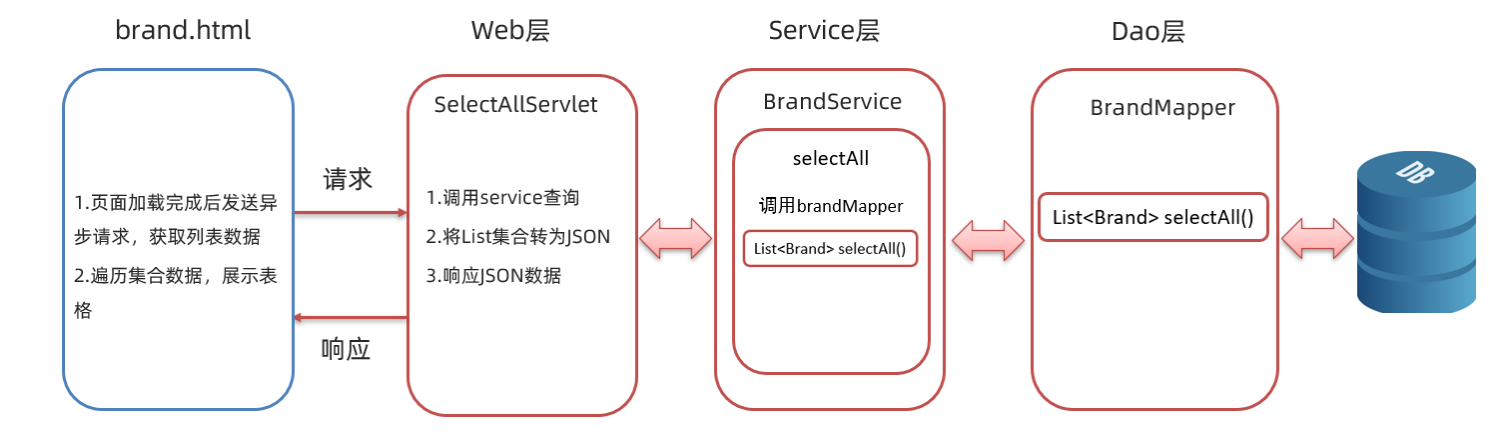 brand.html
Web层
Service层
Dao层
1.页面加载完成后发送异
步请求，获取列表数据
2.遍历集合数据，展示表
格
请求
响应
SelectAllServlet
1.调用service查询
2.将List集合转为JSON
3.响应JSON数据
BrandService
selectAll
调用brandMapper
List<Brand> selectAll()
BrandMapper
List<Brand> selectAll()
DB